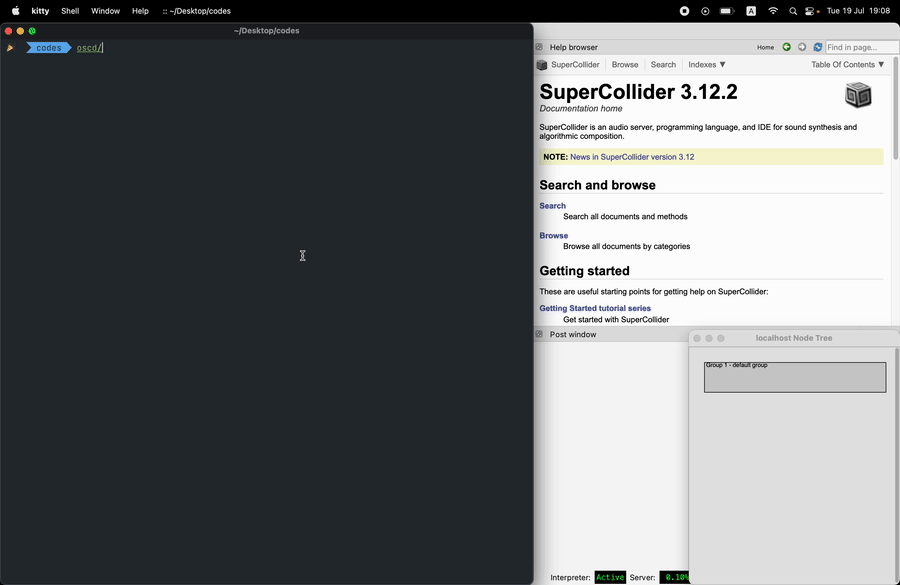 kitty Shell Window Help :: ~/Desktop/codes A Tue 19 Jul 19:08
~/Desktop/codes
codes oscd/
Help browser Home Find in page...
SuperCollider Browse Search Indexes ▼ Table Of Contents ▼
SuperCollider 3.12.2
Documentation home
SuperCollider is an audio server, programming language, and IDE for sound synthesis and
algorithmic composition.
NOTE: News in SuperCollider version 3.12
Search and browse
Search
Search all documents and methods
Browse
Browse all documents by categories
Getting started
These are useful starting points for getting help on SuperCollider:
Getting Started tutorial series
Get started with SuperCollider
Post window
localhost Node Tree
Group 1 - default group
Interpreter: Active Server: 0.10%